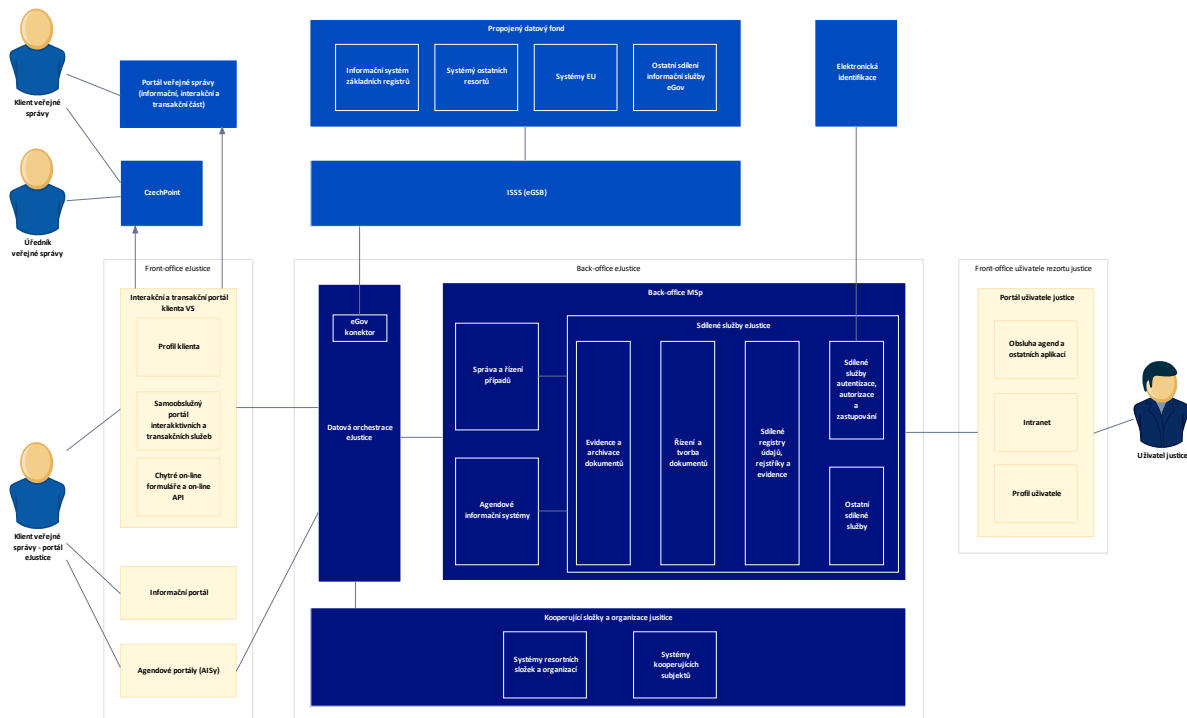 Klient veřejné
správy
Portál veřejné správy
(informační, interakční a
transakční část)
Propojený datový fond
Informační systém
základních registrů
Systémý ostatních
resortů
Systémy EU
Ostatní sdílení
informační služby
eGov
Elektronická
identifikace
Úředník
veřejné správy
CzechPoint
ISSS (eGSB)
Front-office eJustice
Interakční a transakční portál
klienta VS
Profil klienta
Samoobslužný
portál
interakktivních a
transakčních služeb
Chytré on-line
formuláře a on-line
API
Informační portál
Agendové portály (AISy)
Klient veřejné
správy - portál
eJustice
Back-office eJustice
eGov
konektor
Datová orchestrace
eJustice
Back-office MSp
Správa a řízení
případů
Agendové
informační systémy
Sdílené služby eJustice
Evidence a
archivace
dokumentů
Řízení a
tvorba
dokumentů
Sdílené
registry
údajů,
rejstříky a
evidence
Sdílené
služby
autentizace,
autorizace
a
zastupování
Ostatní
sdílené
služby
Kooperující složky a organizace jusitice
Systémy resortních
složek a organizací
Systémy
kooperujících
subjektů
Front-office uživatele rezortu justice
Portál uživatele justice
Obsluha agend a
ostatních aplikací
Intranet
Profil uživatele
Uživatel justice